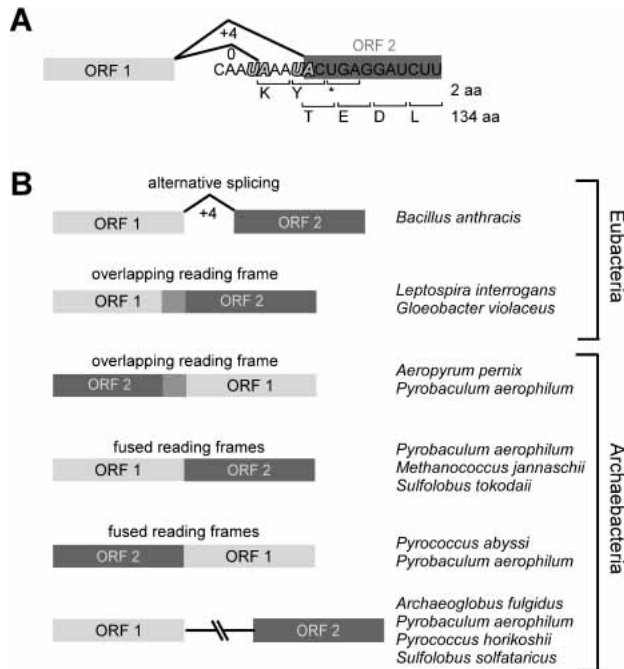 A
+4
0
ORF 2
ORF 1
CAAUAAAUACUGAGGAUCUU
K Y *
2 aa
T E D L
134 aa
B
alternative splicing
+4
ORF 1
ORF 2
Bacillus anthracis
overlapping reading frame
ORF 1
ORF 2
Leptospira interrogans
Gloeobacter violaceus
Eubacteria
overlapping reading frame
ORF 2
ORF 1
Aeropyrum pernix
Pyrobaculum aerophilum
fused reading frames
ORF 1
ORF 2
Pyrobaculum aerophilum
Methanococcus jannaschii
Sulfolobus tokodaii
fused reading frames
ORF 2
ORF 1
Pyrococcus abyssi
Pyrobaculum aerophilum
ORF 1
ORF 2
Archaeoglobus fulgidus
Pyrobaculum aerophilum
Pyrococcus horikoshii
Sulfolobus solfataricus
Archaebacteria